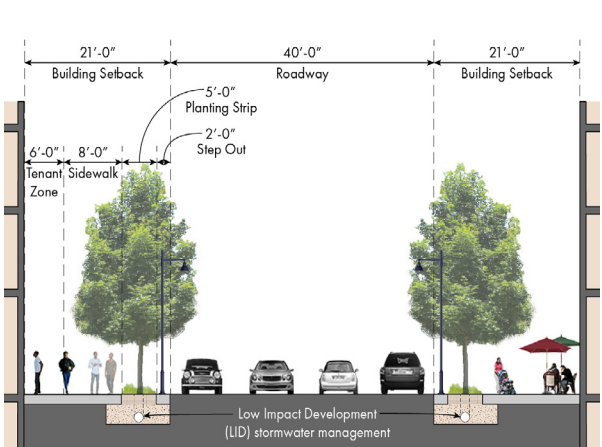 21’-0”
Building Setback
40’-0”
Roadway
21’-0”
Building Setback
5’-0”
Planting Strip
2’-0”
Step Out
6’-0”
Tenant
Zone
8’-0”
Sidewalk
Low Impact Development
(LID) stormwater management